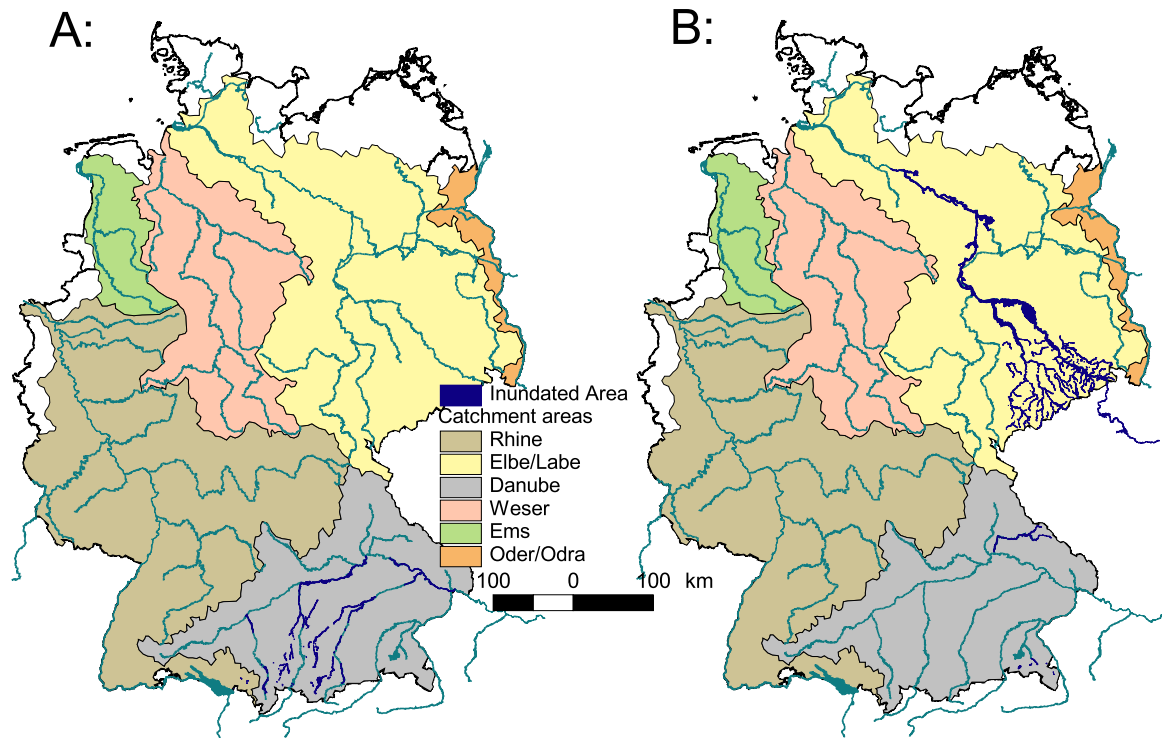 A:
B:
Inundated Area
Catchment areas
Rhine
Elbe/Labe
Danube
Weser
Ems
Oder/Odra
100 0 100 km